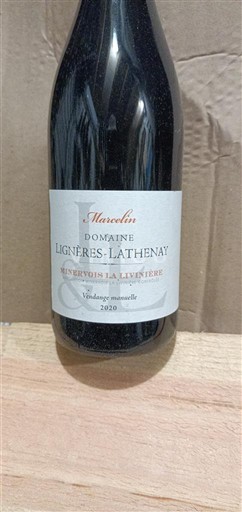 Marcelin
DOMAINE
LIGNÈRES-LATHENAY
MINERVOIS LA LIVINIÈRE
Vendange manuelle
2020